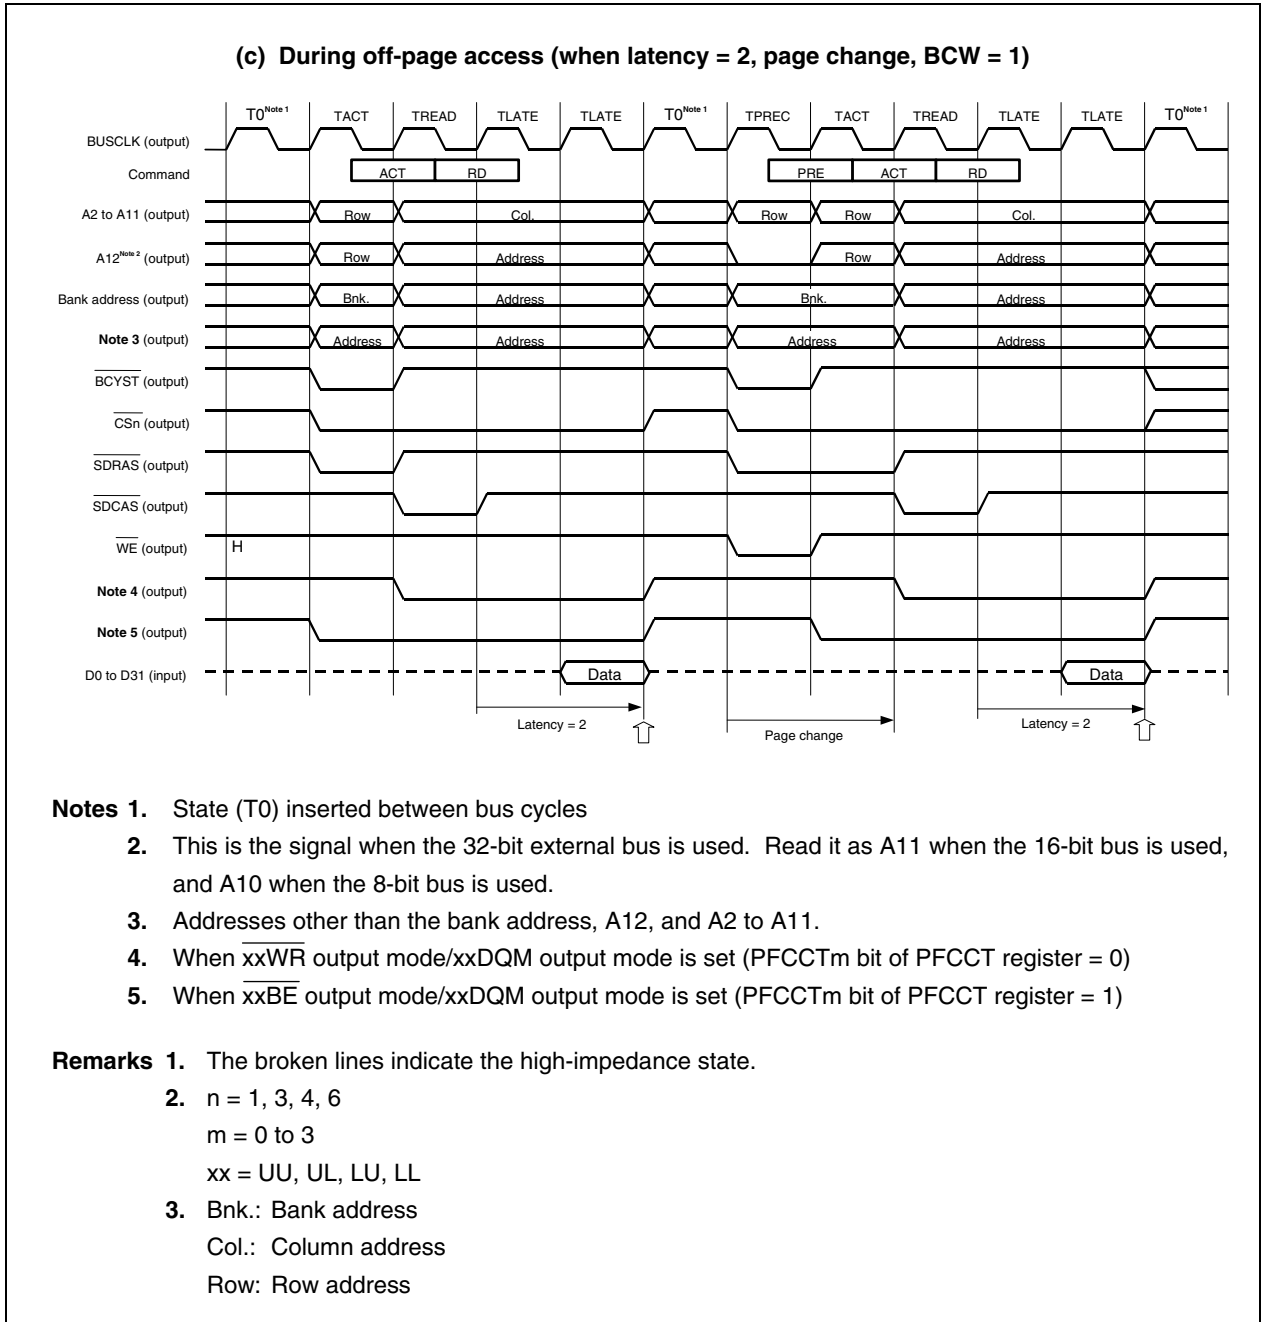 (c) During off-page access (when latency = 2, page change, BCW = 1)
T0Note 1 TACT TREAD TLATE TLATE T0Note 1 TPREC TACT TREAD TLATE TLATE T0Note 1
BUSCLK (output)
Command ACT RD PRE ACT RD
A2 to A11 (output) Row Col. Row Row Col.
A12Note 2 (output) Row Address Row Address
Bank address (output) Bnk. Address Bnk. Address
Note 3 (output) Address Address Address Address
BCYST (output)
CSn (output)
SDRAS (output)
SDCAS (output)
WE (output) H
Note 4 (output)
Note 5 (output)
D0 to D31 (input) Data Data
Latency = 2 Page change Latency = 2
Notes 1. State (T0) inserted between bus cycles
2. This is the signal when the 32-bit external bus is used. Read it as A11 when the 16-bit bus is used,
and A10 when the 8-bit bus is used.
3. Addresses other than the bank address, A12, and A2 to A11.
4. When xxWR output mode/xxDQM output mode is set (PFCCTm bit of PFCCT register = 0)
5. When xxBE output mode/xxDQM output mode is set (PFCCTm bit of PFCCT register = 1)
Remarks 1. The broken lines indicate the high-impedance state.
2. n = 1, 3, 4, 6
m = 0 to 3
xx = UU, UL, LU, LL
3. Bnk.: Bank address
Col.: Column address
Row: Row address